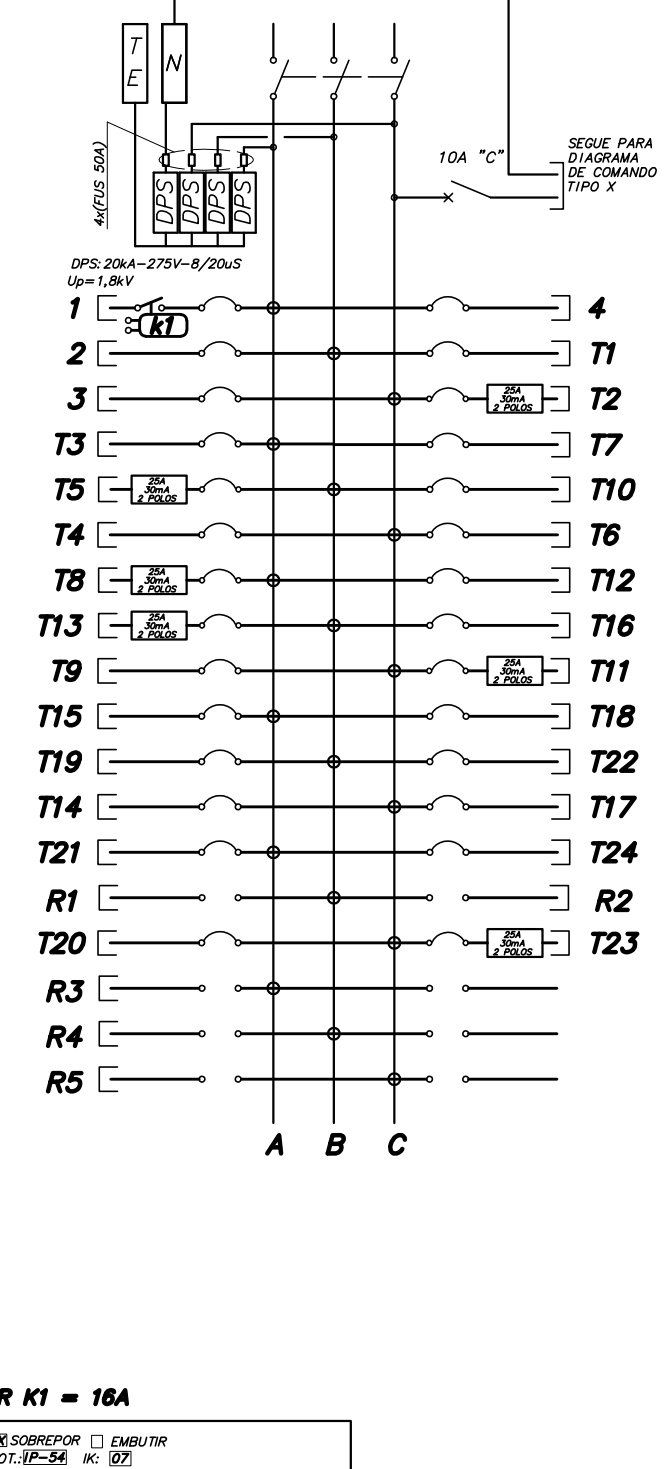 T
E
N
4x(FUS 50A)
DPS
DPS
DPS
DPS
10A "C"
SEGUE PARA
DIAGRAMA
DE COMANDO
TIPO X
DPS: 20kA-275V-8/20uS
Up=1,8kV
1
k1
4
2
T1
3
25A
30mA
2 POLOS
T2
T3
T7
T5
25A
30mA
2 POLOS
T10
T4
T6
T8
25A
30mA
2 POLOS
T12
T13
25A
30mA
2 POLOS
T16
T9
25A
30mA
2 POLOS
T11
T15
T18
T19
T22
T14
T17
T21
T24
R1
R2
T20
25A
30mA
2 POLOS
T23
R3
R4
R5
A B C
R K1 = 16A
X SOBREPOR EMBUTIR
OT.: IP-54 IK: 07